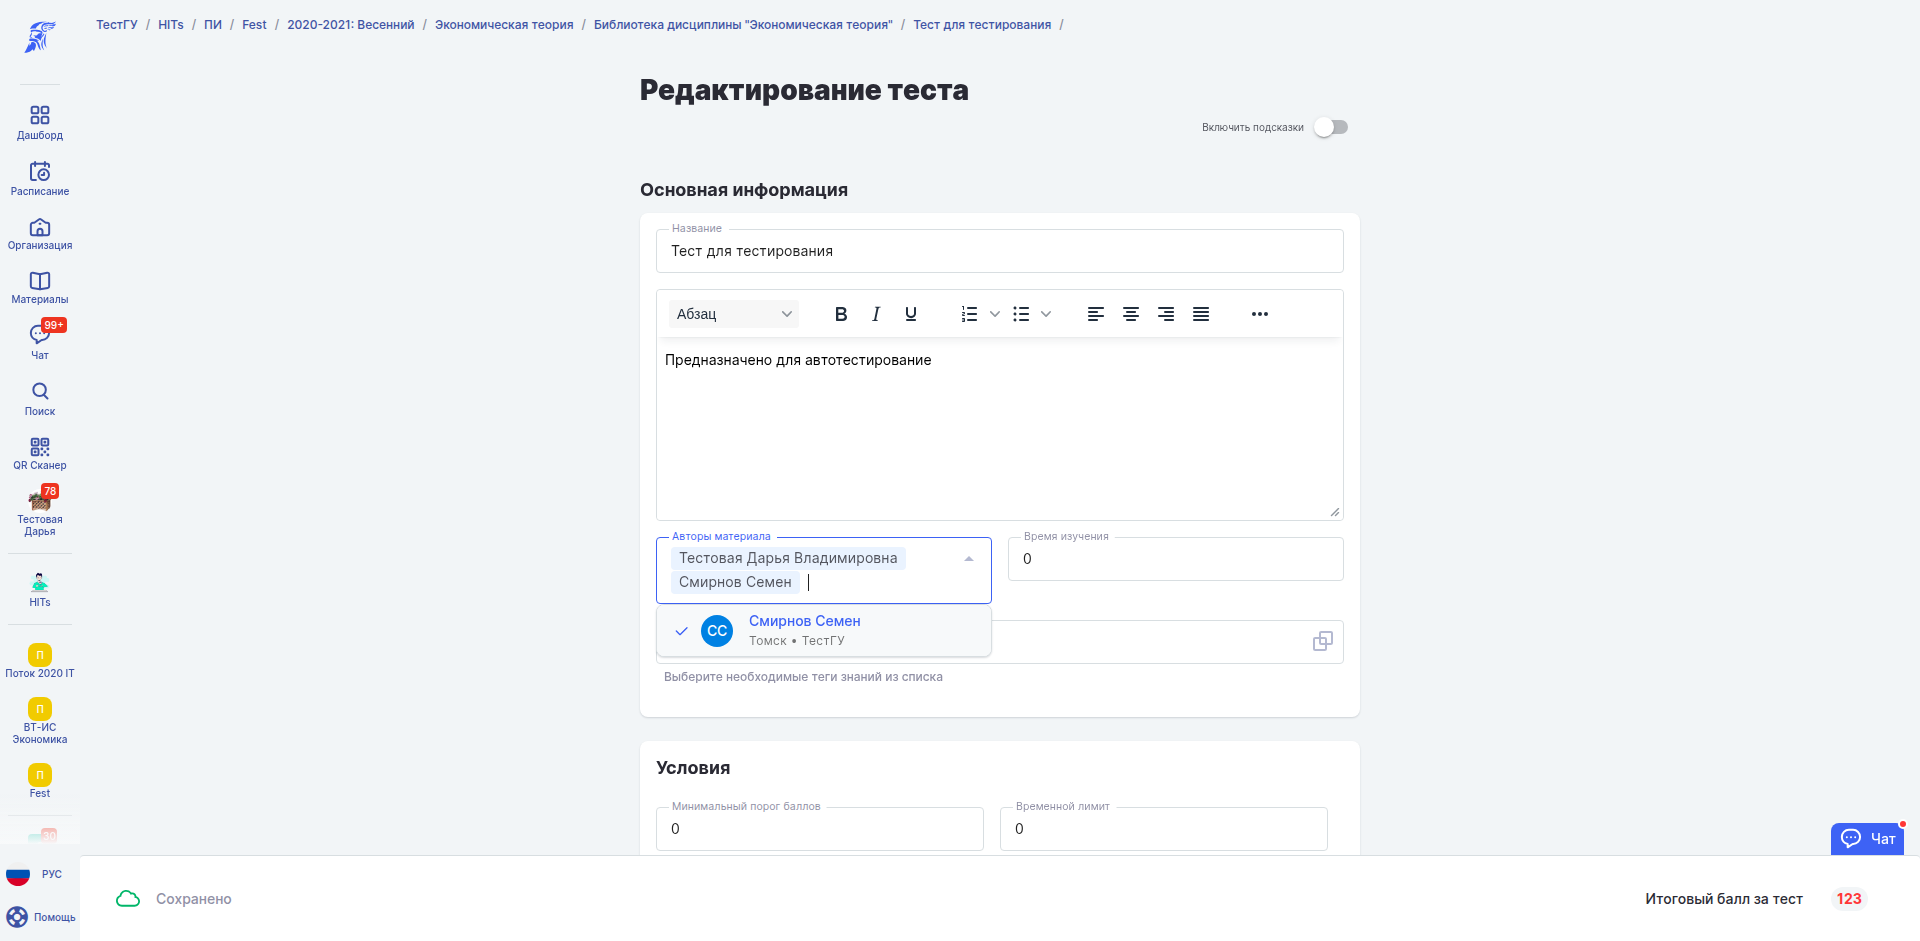 ТестГУ / HITs / ПИ / Fest / 2020-2021: Весенний / Экономическая теория / Библиотека дисциплины "Экономическая теория" / Тест для тестирования /
Дашборд
Расписание
Организация
Материалы
99+
Чат
Поиск
QR Сканер
78
Тестовая
Дарья
HITs
П
Поток 2020 IT
П
ВТ-ИС
Экономика
П
Fest
30
РУС
Помощь
Редактирование теста
Включить подсказки
Основная информация
Название
Тест для тестирования
Абзац
Предназначено для автотестирование
Авторы материала
Тестовая Дарья Владимировна
Смирнов Семен
Время изучения
0
СС
Смирнов Семен
Томск • ТестГУ
Выберите необходимые теги знаний из списка
Условия
Минимальный порог баллов
0
Временной лимит
0
Чат
Сохранено
Итоговый балл за тест 123